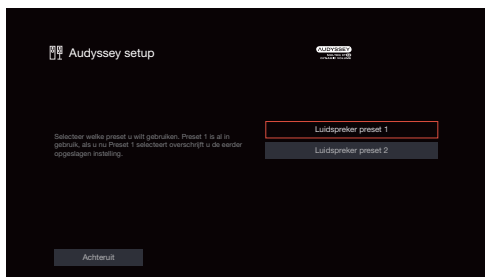 Audyssey setup
AUDYSSEY
Selecteer welke preset u wilt gebruiken. Preset 1 is al in
gebruik, als u nu Preset 1 selecteert overschrijft u de eerder
opgeslagen instelling.
Luidspreker preset 1
Luidspreker preset 2
Achteruit